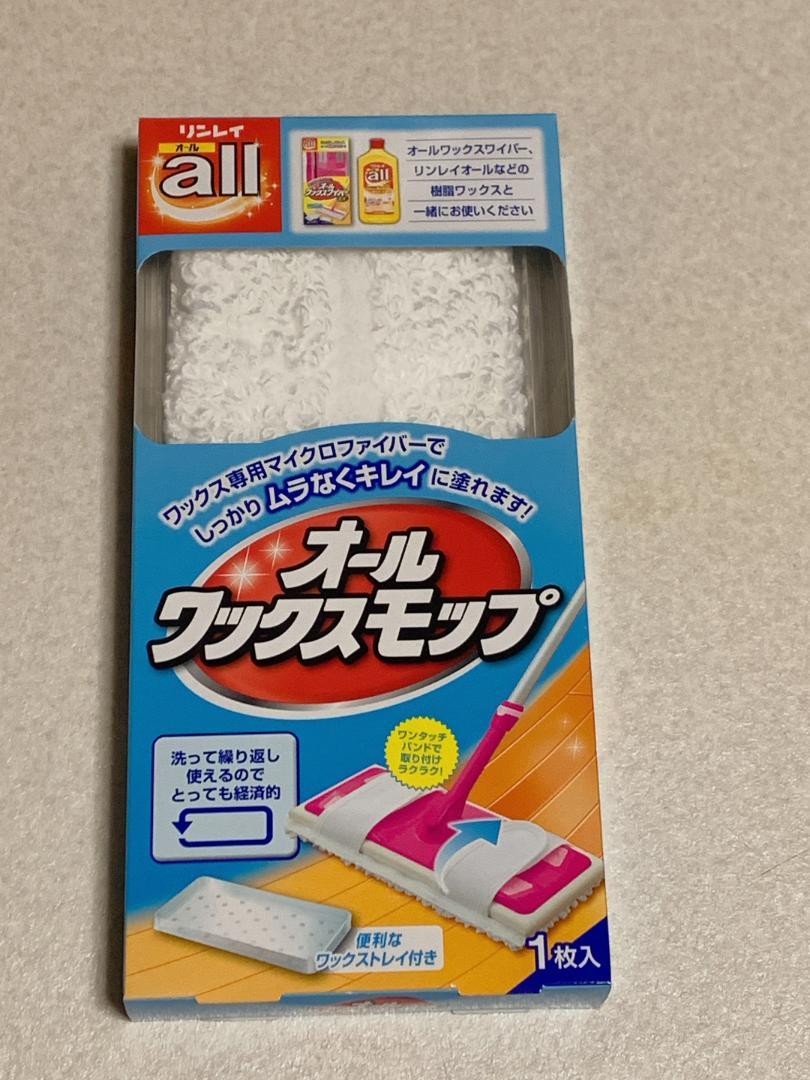 リンレイ
オール
all
オールワックスワイパー、
リンレイオールなどの
樹脂ワックスと
一緒にお使いください
ワックス専用マイクロファイバーで
しっかりムラなくキレイに塗れます!
オール
ワックスモップ
ワンタッチ
バンドで
取り付け
ラクラク!
洗って繰り返し
使えるので
とっても経済的
便利な
ワックストレイ付き
1枚入